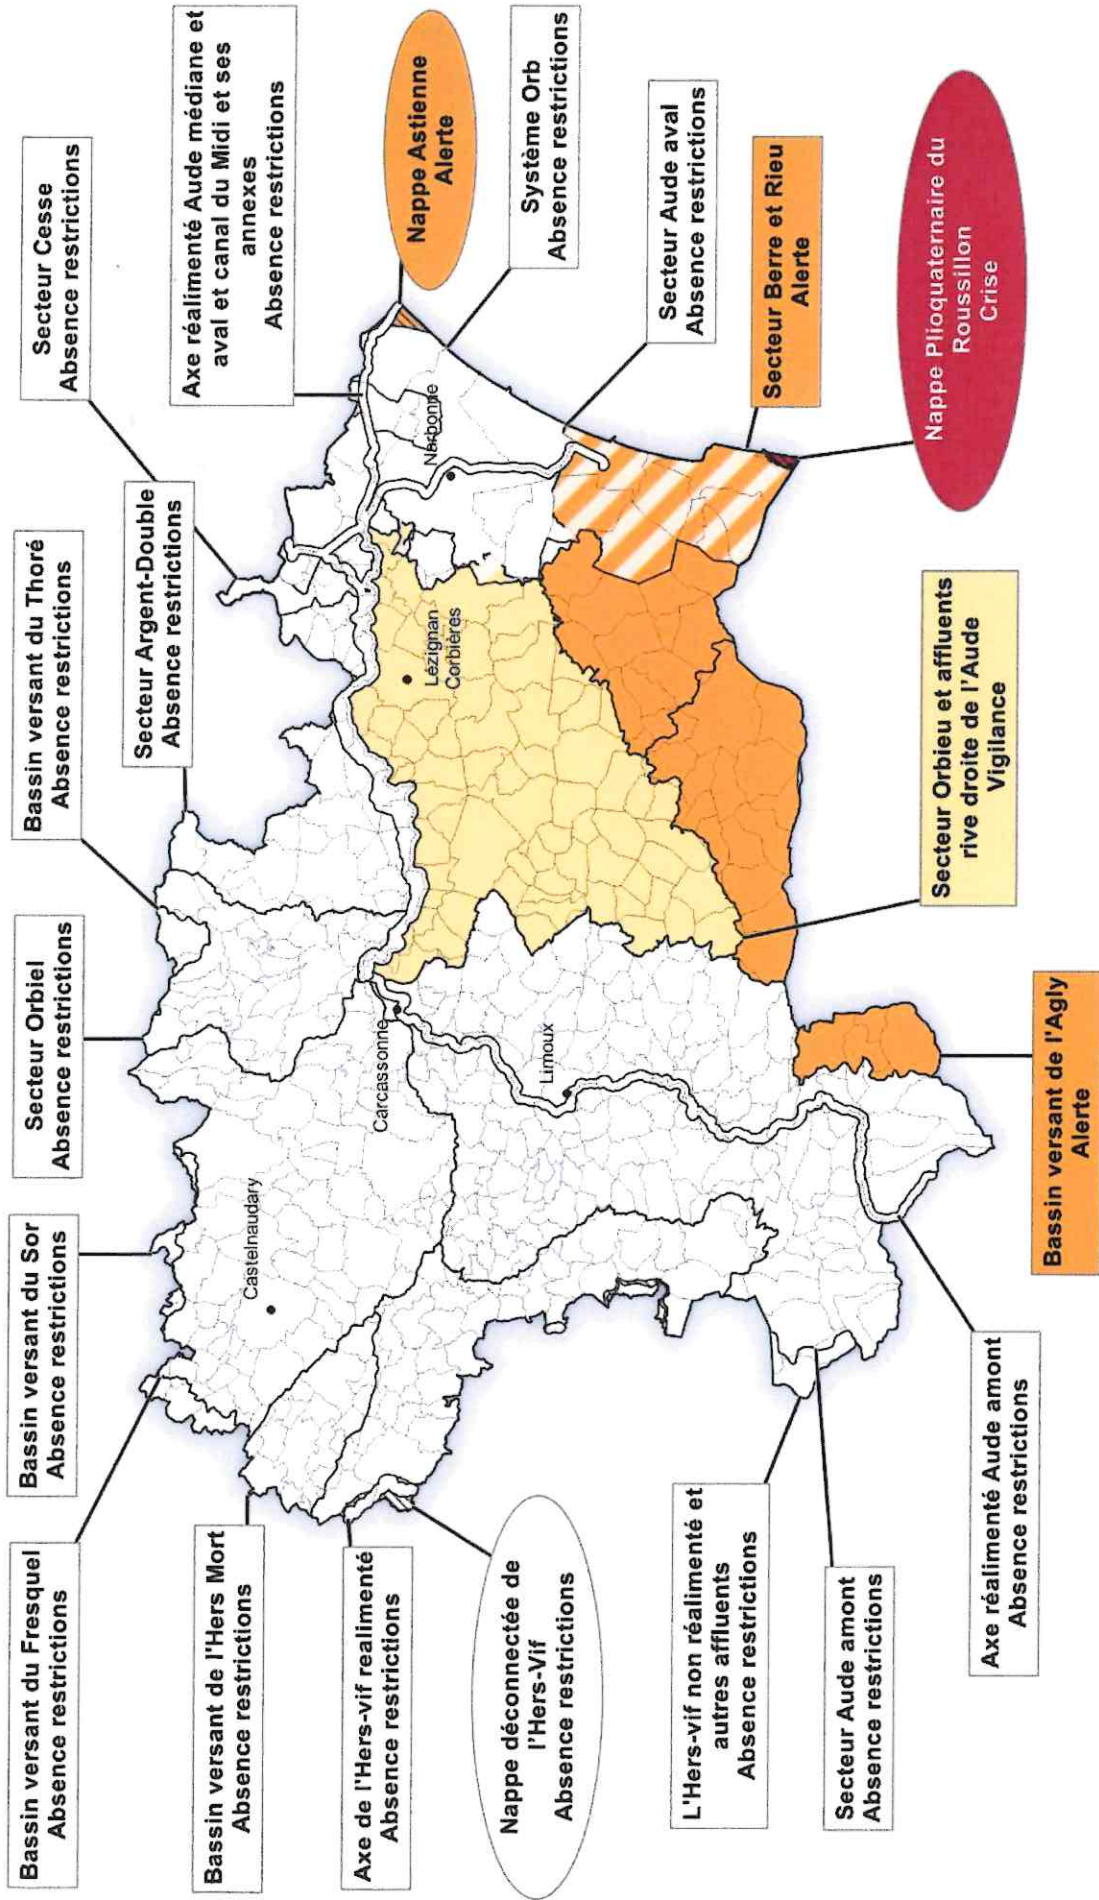 Bassin versant du Fresquel
Absence restrictions
Bassin versant du Sor
Absence restrictions
Secteur Orbiel
Absence restrictions
Bassin versant du Thoré
Absence restrictions
Secteur Argent-Double
Absence restrictions
Secteur Cesse
Absence restrictions
Axe réalimenté Aude médiane et
aval et canal du Midi et ses
annexes
Absence restrictions
Nappe Astienne
Alerte
Système Orb
Absence restrictions
Secteur Aude aval
Absence restrictions
Secteur Berre et Rieu
Alerte
Nappe Plioquaternaire du
Roussillon
Crise
Secteur Orbieu et affluents
rive droite de l'Aude
Vigilance
Bassin versant de l'Agly
Alerte
Axe réalimenté Aude amont
Absence restrictions
Secteur Aude amont
Absence restrictions
L'Hers-vif non réalimenté et
autres affluents
Absence restrictions
Nappe déconnectée de
l'Hers-Vif
Absence restrictions
Axe de l'Hers-vif realimenté
Absence restrictions
Bassin versant de l'Hers Mort
Absence restrictions
Castelnaudary
Carcassonne
Limoux
Lézignan
Corbières
Narbonne